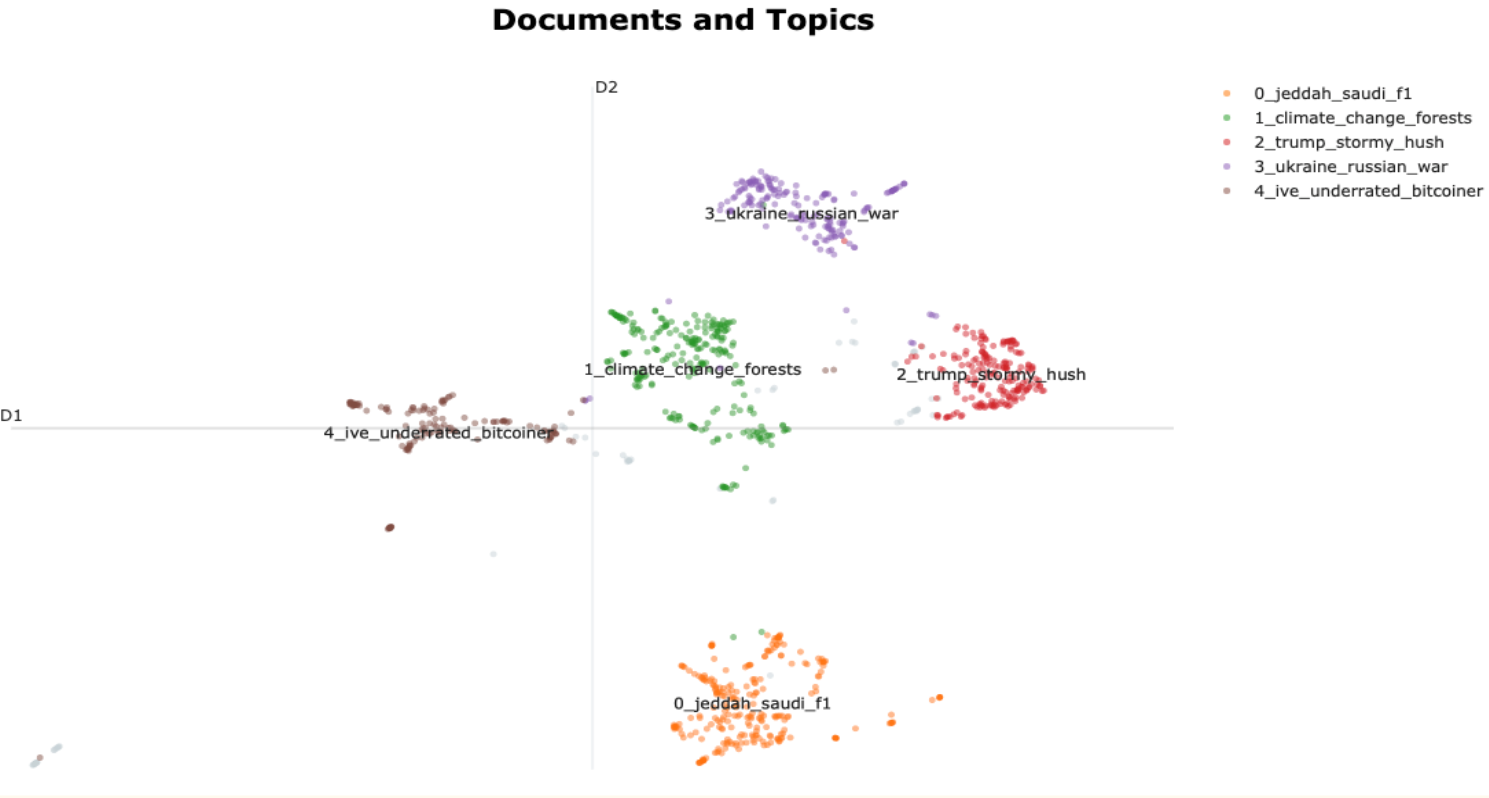 Documents and Topics
D2
0_jeddah_saudi_f1
1_climate_change_forests
2_trump_stormy_hush
3_ukraine_russian_war
4_ive_underrated_bitcoiner
3_ukraine_russian_war
1_climate_change_forests
2_trump_stormy_hush
D1
4_ive_underrated_bitcoiner
0_jeddah_saudi_f1